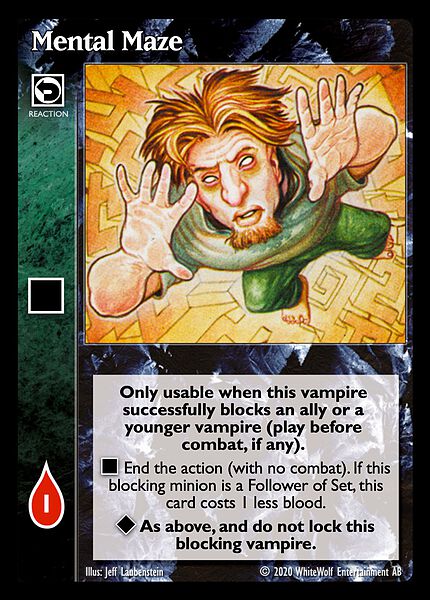 Mental Maze
REACTION
Only usable when this vampire
successfully blocks an ally or a
younger vampire (play before
combat, if any).
End the action (with no combat). If this
blocking minion is a Follower of Set, this
card costs 1 less blood.
As above, and do not lock this
blocking vampire.
1
Illus: Jeff Laubenstein © 2020 WhiteWolf Entertainment AB